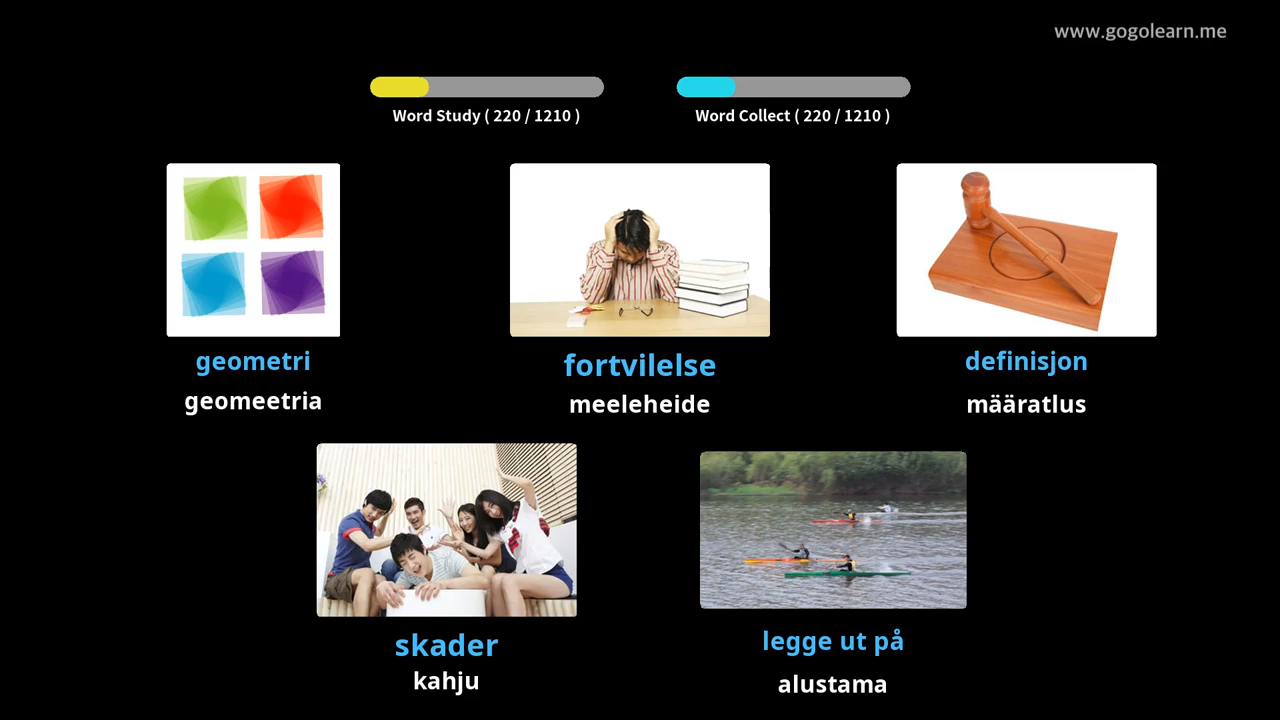 www.gogolearn.me
Word Study ( 220 / 1210 )
Word Collect ( 220 / 1210 )
geometri
geomeetria
fortvilelse
meeleheide
definisjon
määratlus
skader
kahju
legge ut på
alustama